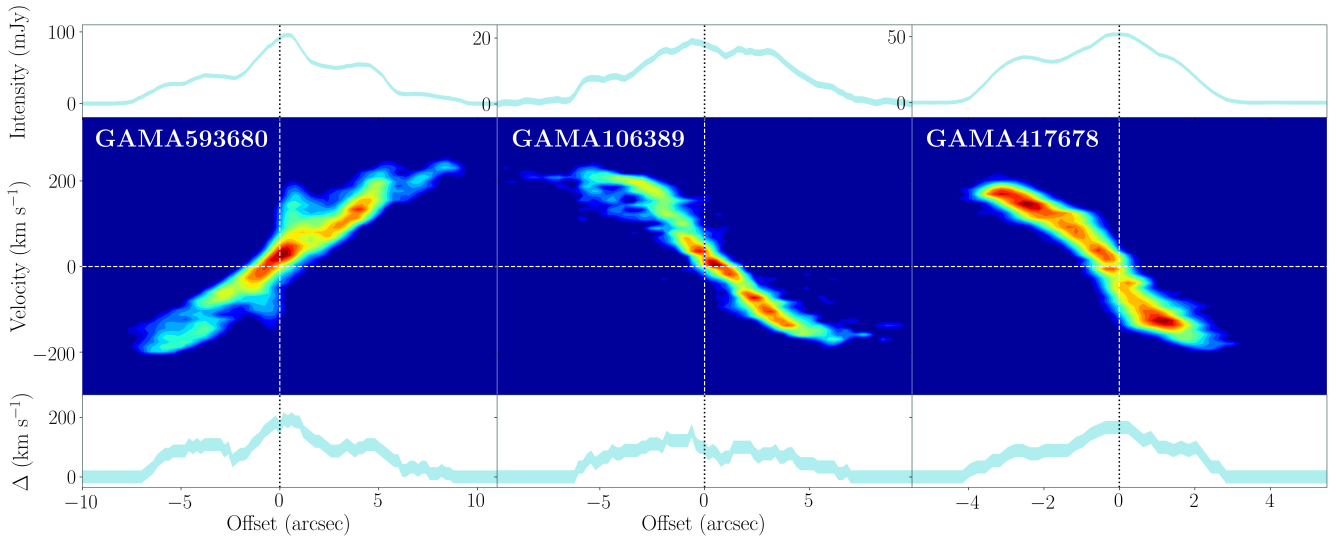 Intensity (mJy)
100
0
20
0
50
0
GAMA593680
GAMA106389
GAMA417678
Velocity (km s⁻¹)
200
0
−200
Δ (km s⁻¹)
200
0
−10 −5 0 5 10
−5 0 5
−4 −2 0 2 4
Offset (arcsec)
Offset (arcsec)